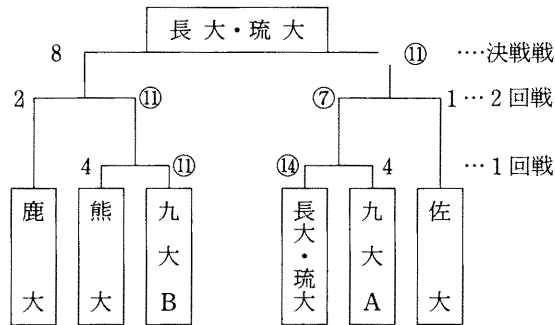 長大・琉大
8 ⑪ ‥‥決戦戦
2 ⑪ ⑦ 1 ‥2回戦
4 ⑪ ⑭ 4 …1回戦
鹿大
熊大
九大B
長大・琉大
九大A
佐大